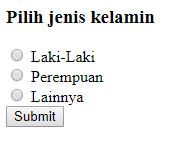 Pilih jenis kelamin
Laki-Laki
Perempuan
Lainnya
Submit